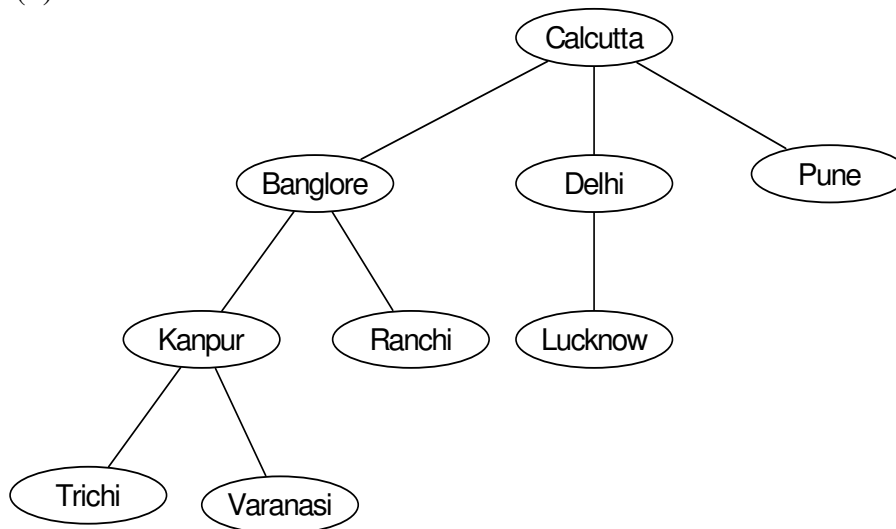 Calcutta
Banglore
Delhi
Pune
Kanpur
Ranchi
Lucknow
Trichi
Varanasi